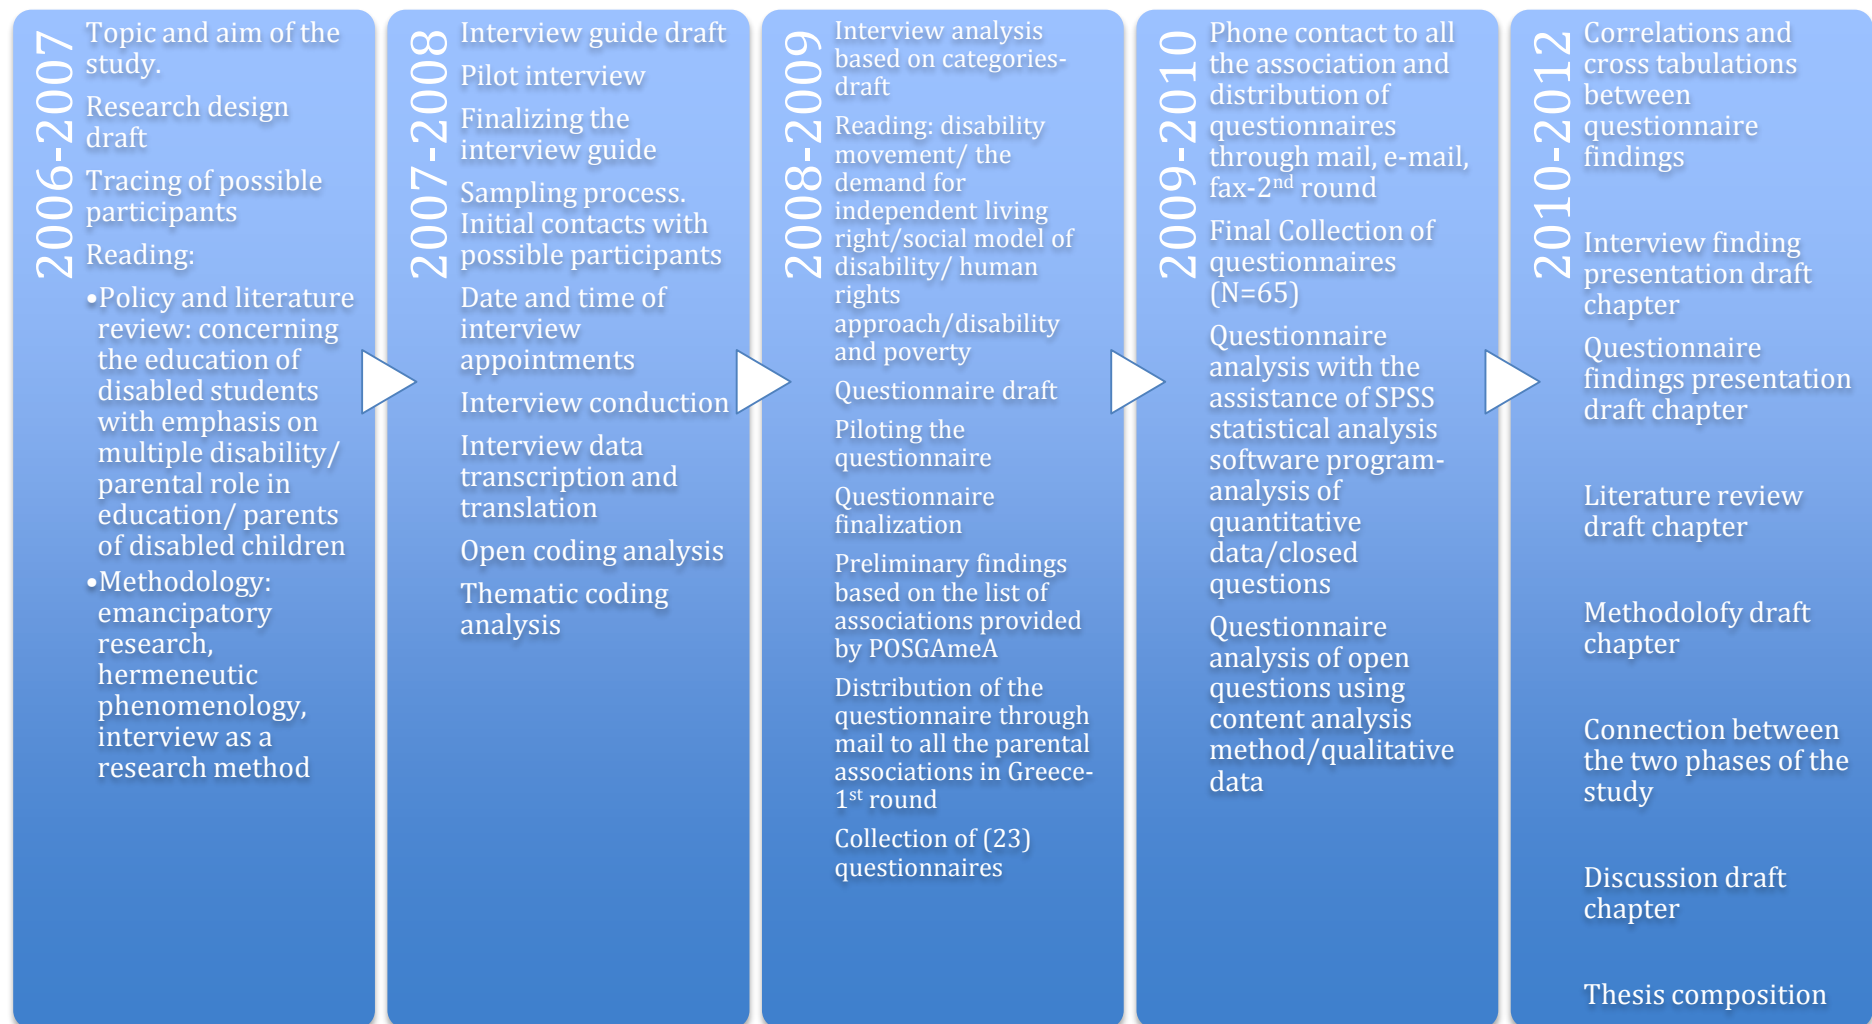 2006-2007
Topic and aim of the
study.
Research design
draft
Tracing of possible
participants
Reading:
•Policy and literature
review: concerning
the education of
disabled students
with emphasis on
multiple disability/
parental role in
education/ parents
of disabled children
•Methodology:
emancipatory
research,
hermeneutic
phenomenology,
interview as a
research method
2007-2008
Interview guide draft
Pilot interview
Finalizing the
interview guide
Sampling process.
Initial contacts with
possible participants
Date and time of
interview
appointments
Interview conduction
Interview data
transcription and
translation
Open coding analysis
Thematic coding
analysis
2008-2009
Interview analysis
based on categories-
draft
Reading: disability
movement/ the
demand for
independent living
right/social model of
disability/ human
rights
approach/disability
and poverty
Questionnaire draft
Piloting the
questionnaire
Questionnaire
finalization
Preliminary findings
based on the list of
associations provided
by POSGAmeA
Distribution of the
questionnaire through
mail to all the parental
associations in Greece-
1st round
Collection of (23)
questionnaires
2009-2010
Phone contact to all
the association and
distribution of
questionnaires
through mail, e-mail,
fax-2nd round
Final Collection of
questionnaires
(N=65)
Questionnaire
analysis with the
assistance of SPSS
statistical analysis
software program-
analysis of
quantitative
data/closed
questions
Questionnaire
analysis of open
questions using
content analysis
method/qualitative
data
2010-2012
Correlations and
cross tabulations
between
questionnaire
findings
Interview finding
presentation draft
chapter
Questionnaire
findings presentation
draft chapter
Literature review
draft chapter
Methodolofy draft
chapter
Connection between
the two phases of the
study
Discussion draft
chapter
Thesis composition